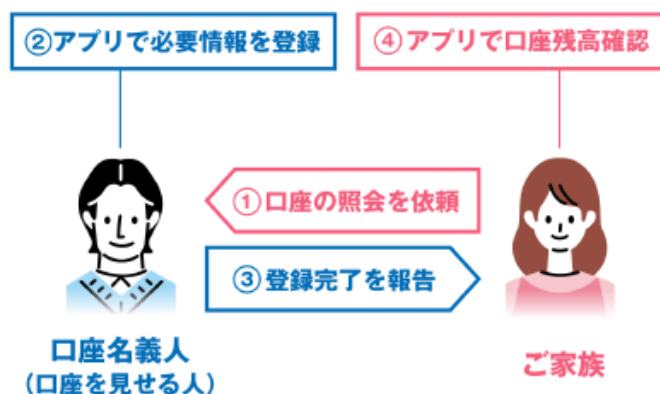 ②アプリで必要情報を登録
④アプリで口座残高確認
①口座の照会を依頼
③登録完了を報告
口座名義人
(口座を見せる人)
ご家族